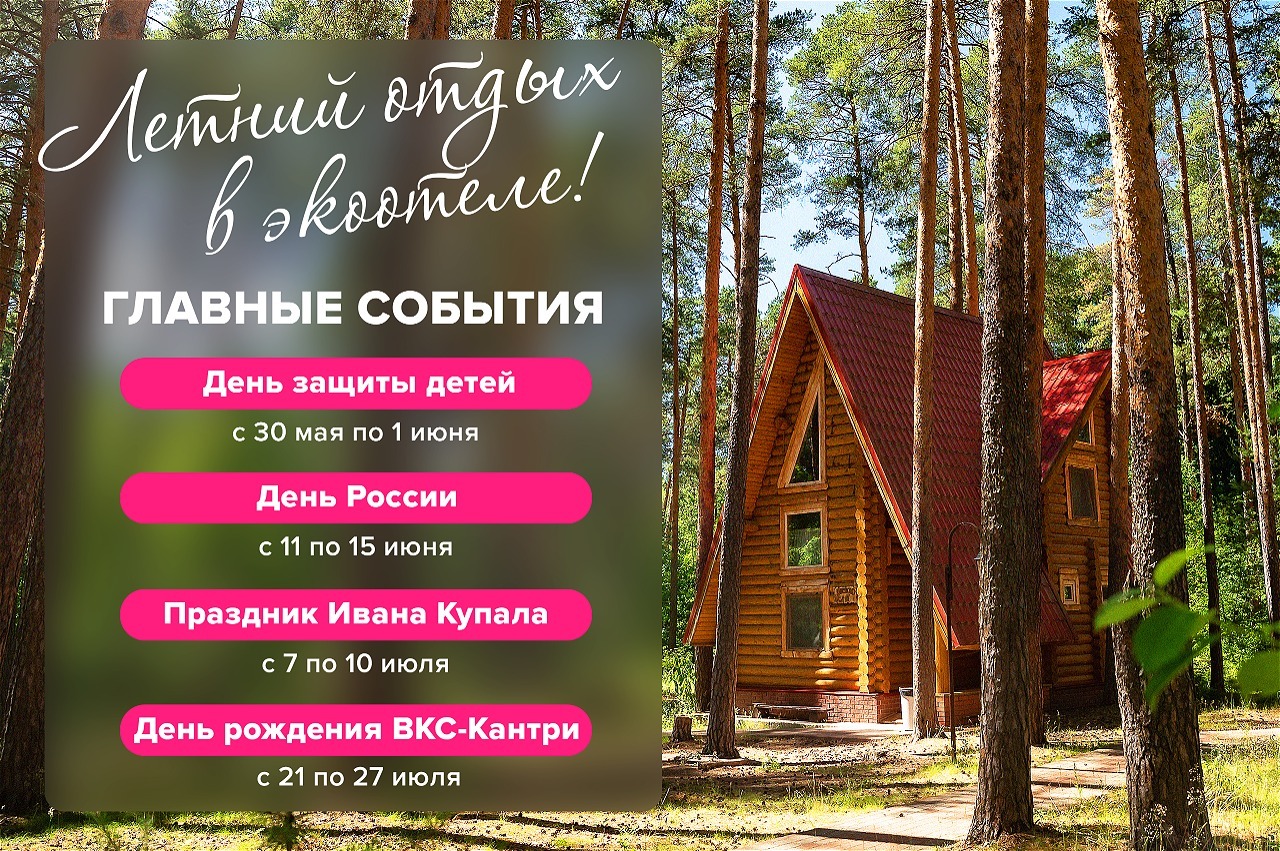 Летний отдых
в экоотеле!
ГЛАВНЫЕ СОБЫТИЯ
День защиты детей
с 30 мая по 1 июня
День России
с 11 по 15 июня
Праздник Ивана Купала
с 7 по 10 июля
День рождения ВКС-Кантри
с 21 по 27 июля